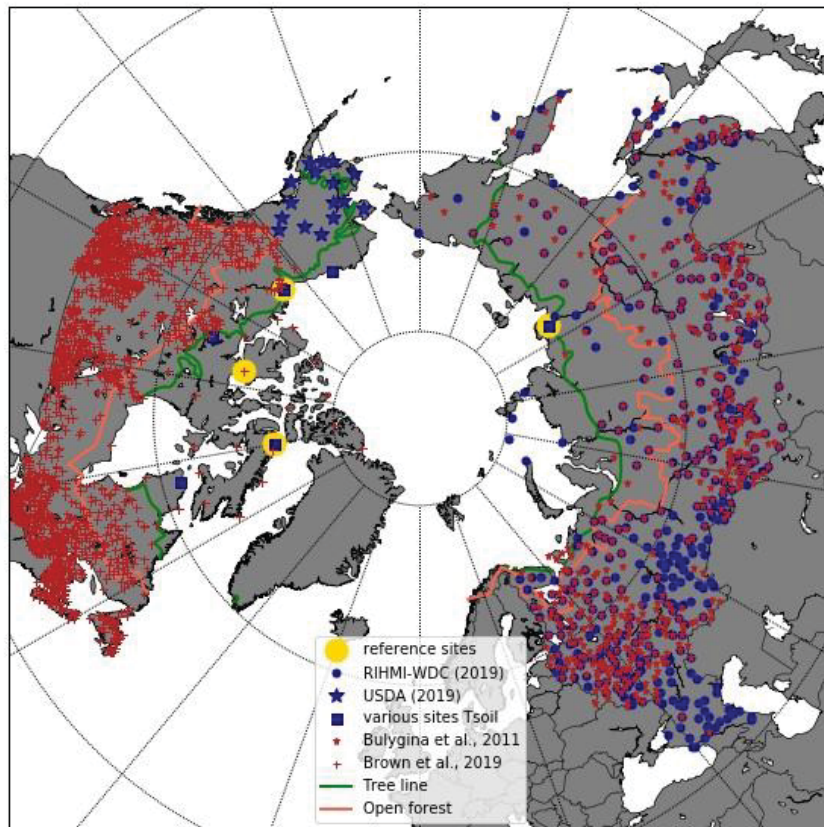 reference sites
RIHMI-WDC (2019)
USDA (2019)
various sites Tsoil
Bulygina et al., 2011
Brown et al., 2019
Tree line
Open forest